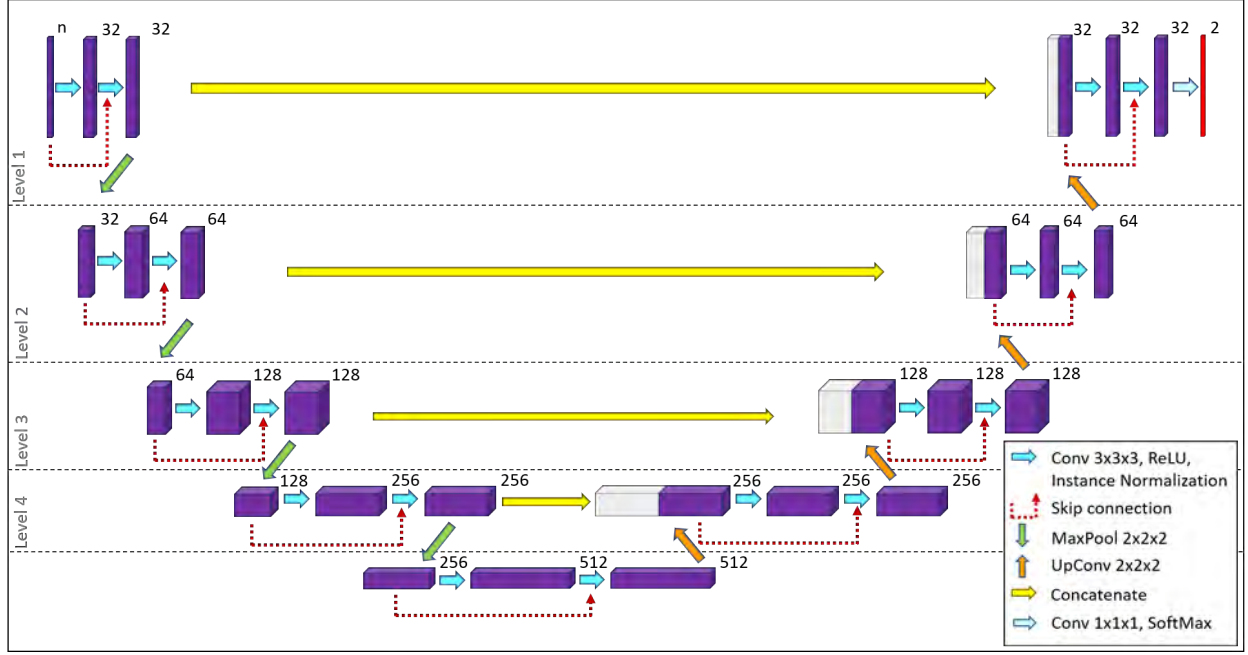 n 32 32
32 32 32 2
Level 1
32 64 64
64 64 64
Level 2
64 128 128
128 128 128
Level 3
128 256 256
256 256 256
Level 4
256 512 512
Conv 3x3x3, ReLU,
Instance Normalization
Skip connection
MaxPool 2x2x2
UpConv 2x2x2
Concatenate
Conv 1x1x1, SoftMax